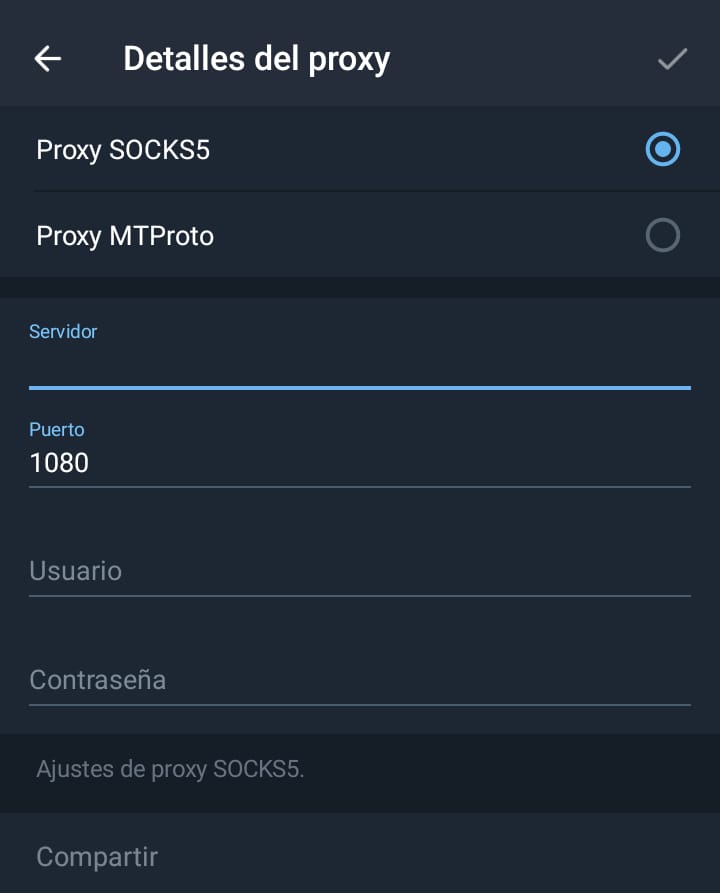 Detalles del proxy
Proxy SOCKS5
Proxy MTProto
Servidor
Puerto
1080
Usuario
Contraseña
Ajustes de proxy SOCKS5.
Compartir